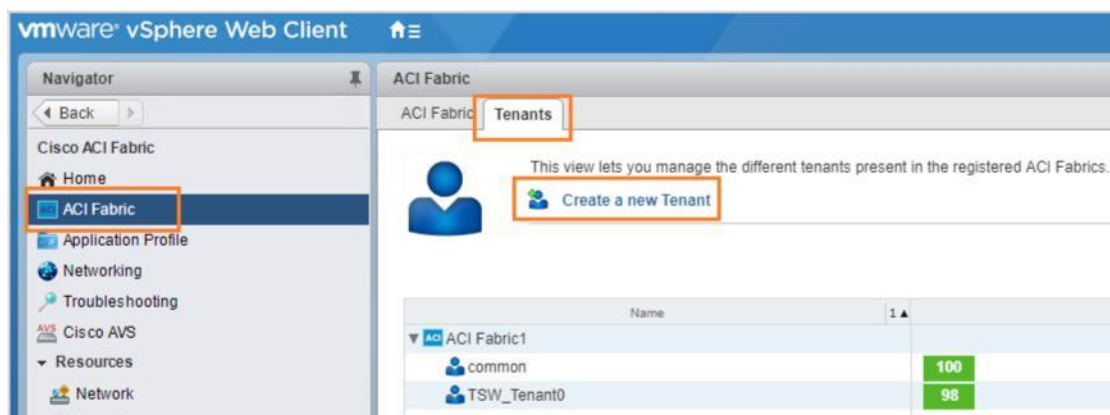 vmware® vSphere Web Client
Navigator
Back
Cisco ACI Fabric
Home
ACI Fabric
Application Profile
Networking
Troubleshooting
Cisco AVS
Resources
Network
ACI Fabric
ACI Fabric Tenants
This view lets you manage the different tenants present in the registered ACI Fabrics.
Create a new Tenant
Name 1
ACI ACI Fabric1
common 100
TSW_Tenant0 98